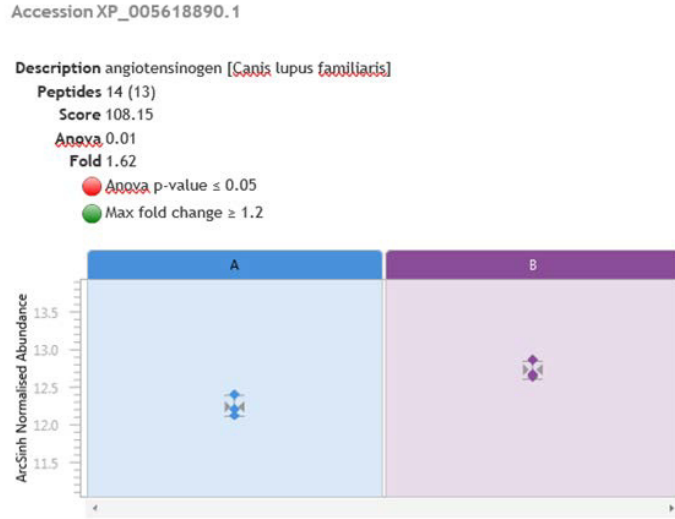 Accession XP_005618890.1
Description angiotensinogen [Canis lupus familiaris]
Peptides 14 (13)
Score 108.15
Anova 0.01
Fold 1.62
Anova p-value ≤ 0.05
Max fold change ≥ 1.2
A
B
ArcSinh Normalised Abundance
13.5
13.0
12.5
12.0
11.5